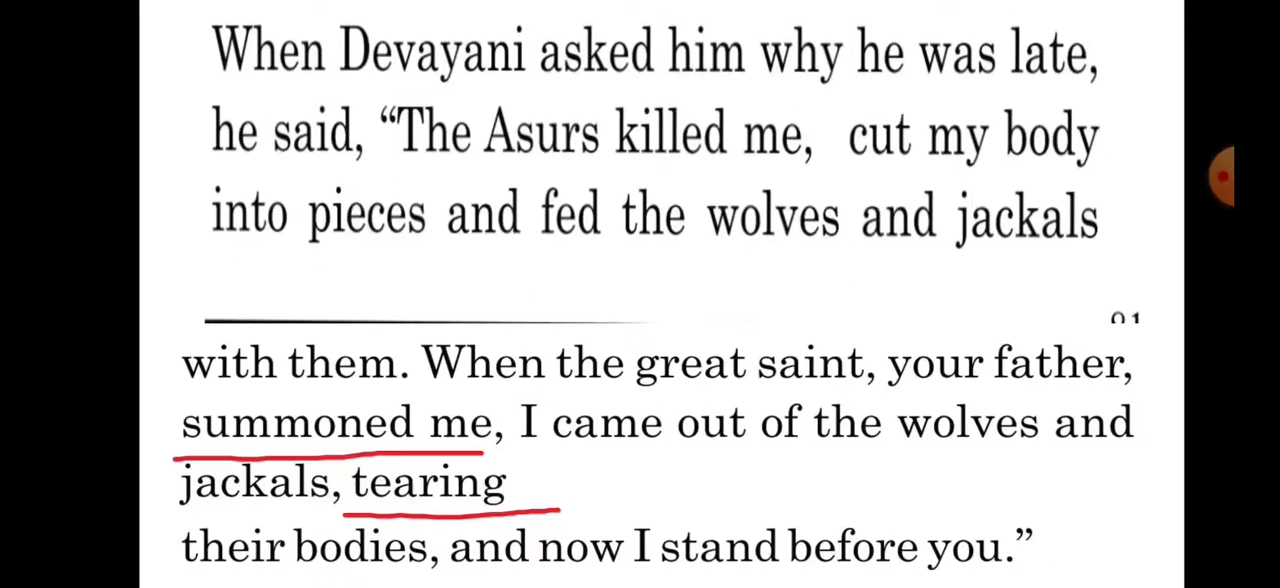 When Devayani asked him why he was late,
he said, “The Asurs killed me, cut my body
into pieces and fed the wolves and jackals
with them. When the great saint, your father,
summoned me, I came out of the wolves and
jackals, tearing
their bodies, and now I stand before you.”